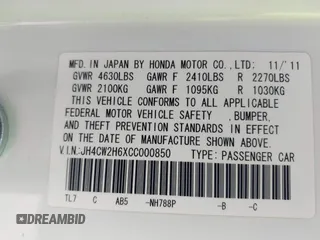 MFD. IN JAPAN BY HONDA MOTOR CO.,LTD. 11/'11
GVWR 4630LBS GAWR F 2410LBS R 2270LBS
GVWR 2100KG GAWR F 1095KG R 1030KG
THIS VEHICLE CONFORMS TO ALL APPLICABLE
FEDERAL MOTOR VEHICLE SAFETY ,BUMPER,
AND THEFT PREVENTION STANDARDS IN EFFECT
ON THE DATE OF MANUFACTURE SHOWN ABOVE.
V.I.N:JH4CW2H6XCC000850 TYPE: PASSENGER CAR
TL7 C AB5 -NH788P -B -C
DREAMBID